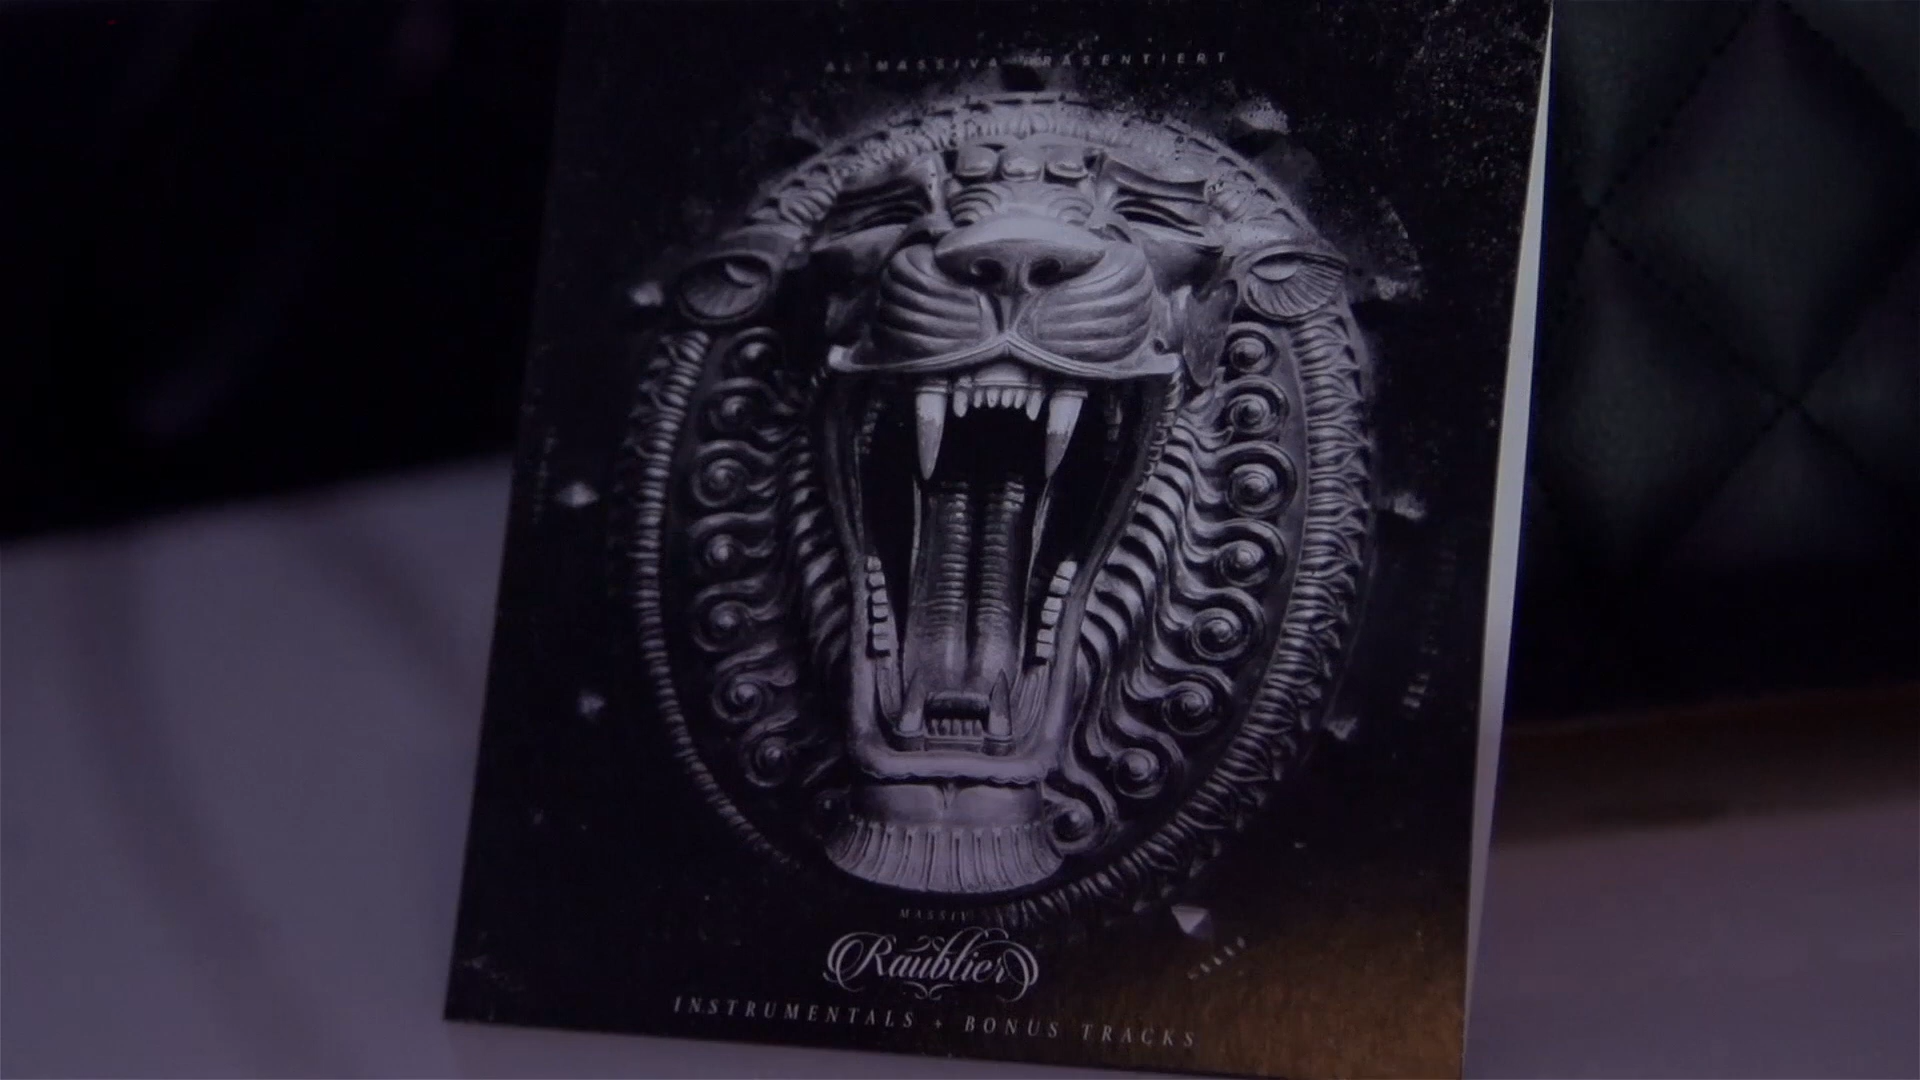 AL MASSIVA PRÄSENTIERT
MASSIV
Raubtier
INSTRUMENTALS + BONUS TRACKS